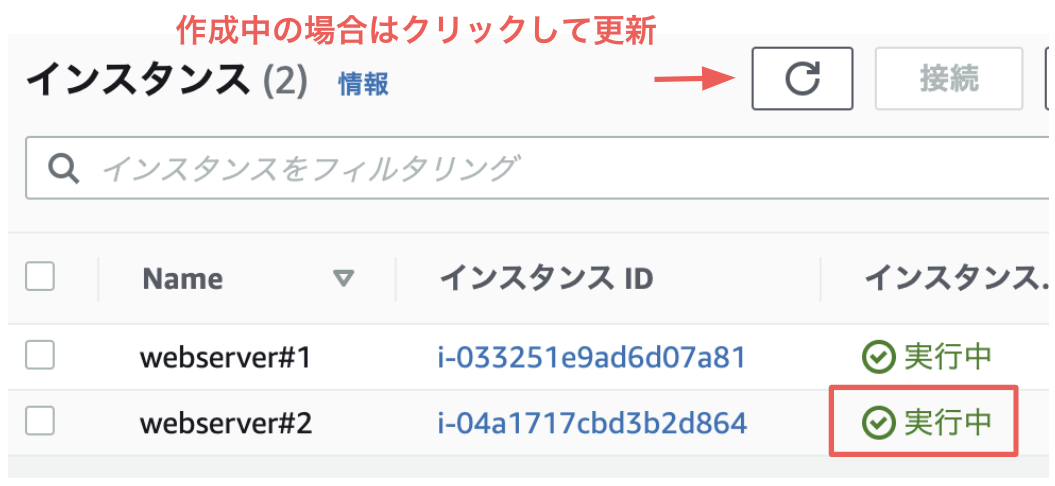 作成中の場合はクリックして更新
インスタンス (2) 情報
接続
インスタンスをフィルタリング
Name インスタンス ID インスタンス...
webserver#1 i-033251e9ad6d07a81 実行中
webserver#2 i-04a1717cbd3b2d864 実行中